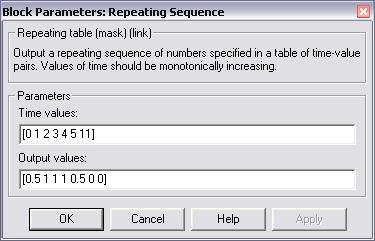 Block Parameters: Repeating Sequence
Repeating table (mask) (link)
Output a repeating sequence of numbers specified in a table of time-value
pairs. Values of time should be monotonically increasing.
Parameters
Time values:
[0 1 2 3 4 5 11]
Output values:
[0.5 1 1 1 0.5 0 0]
OK
Cancel
Help
Apply